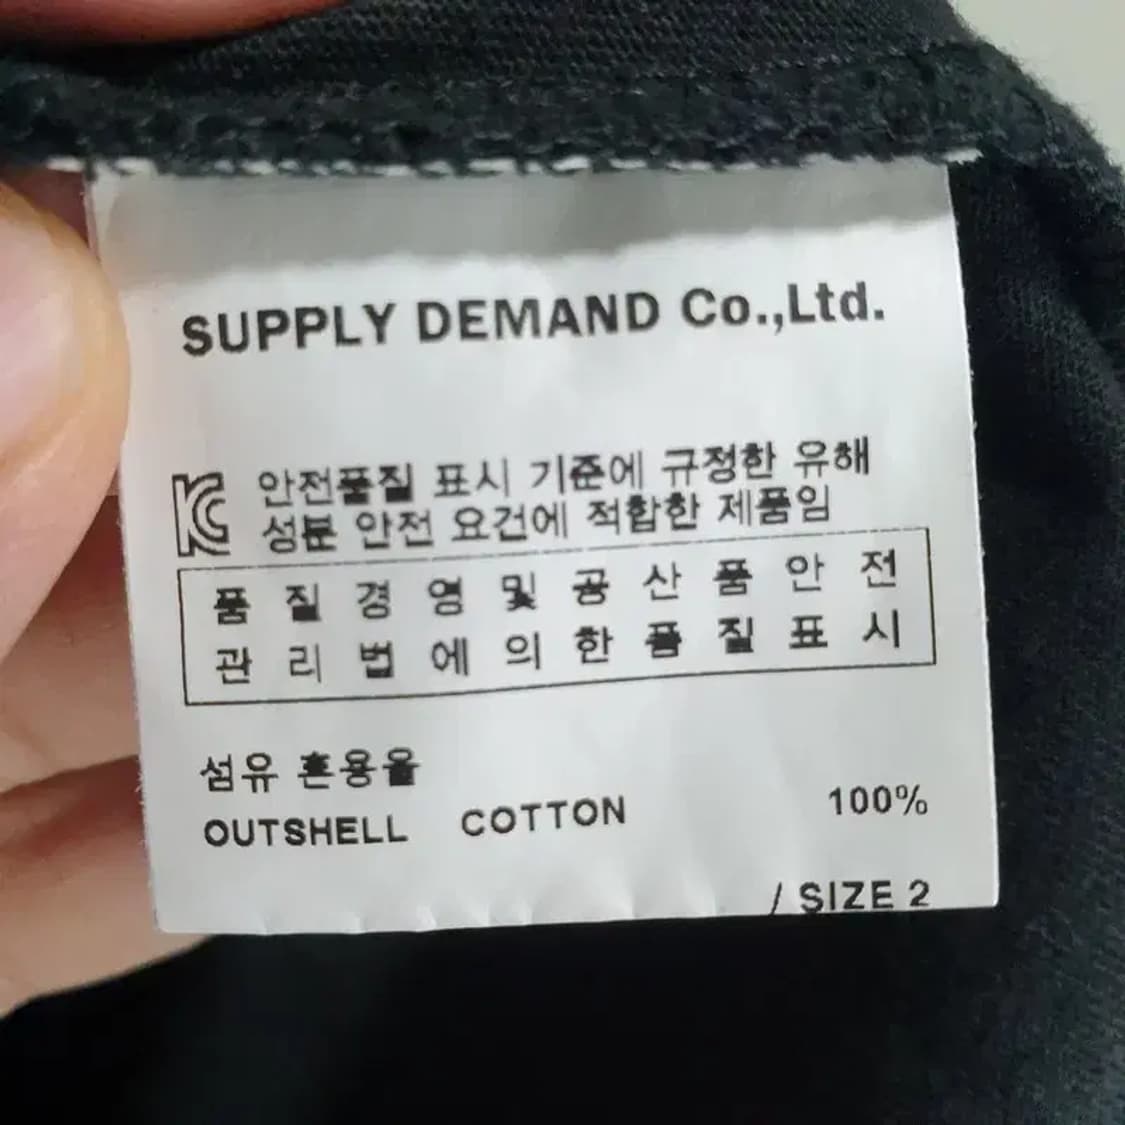 SUPPLY DEMAND Co.,Ltd.
KC 안전품질 표시 기준에 규정한 유해
성분 안전 요건에 적합한 제품임
품 질 경 영 및 공 산 품 안 전
관 리 법 에 의 한 품 질 표 시
섬유 혼용율
OUTSHELL COTTON 100%
/ SIZE 2